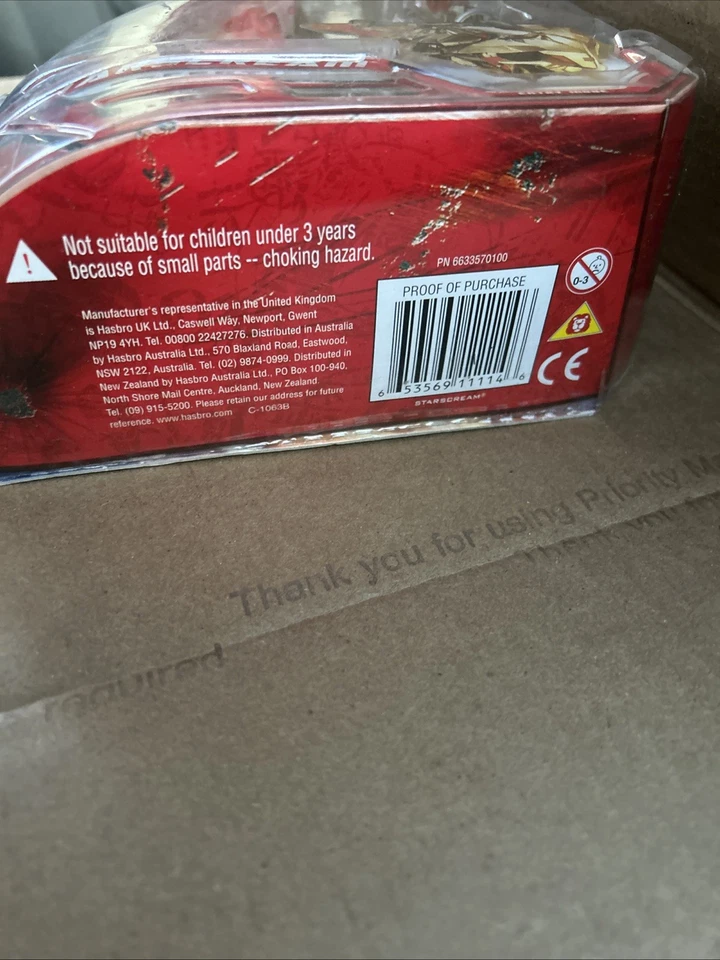 STARSCREAM
Not suitable for children under 3 years
because of small parts -- choking hazard.
PN 6633570100
PROOF OF PURCHASE
0-3
Manufacturer's representative in the United Kingdom
is Hasbro UK Ltd., Caswell Way, Newport, Gwent
NP19 4YH. Tel. 00800 22427276. Distributed in Australia
by Hasbro Australia Ltd., 570 Blaxland Road, Eastwood,
NSW 2122, Australia. Tel. (02) 9874-0999. Distributed in
New Zealand by Hasbro Australia Ltd., PO Box 100-940,
North Shore Mail Centre, Auckland, New Zealand.
Tel. (09) 915-5200. Please retain our address for future
reference. www.hasbro.com C-1063B
6 53569 11114 6
CE
STARSCREAM®
Thank you for using Priority
Thank you
required